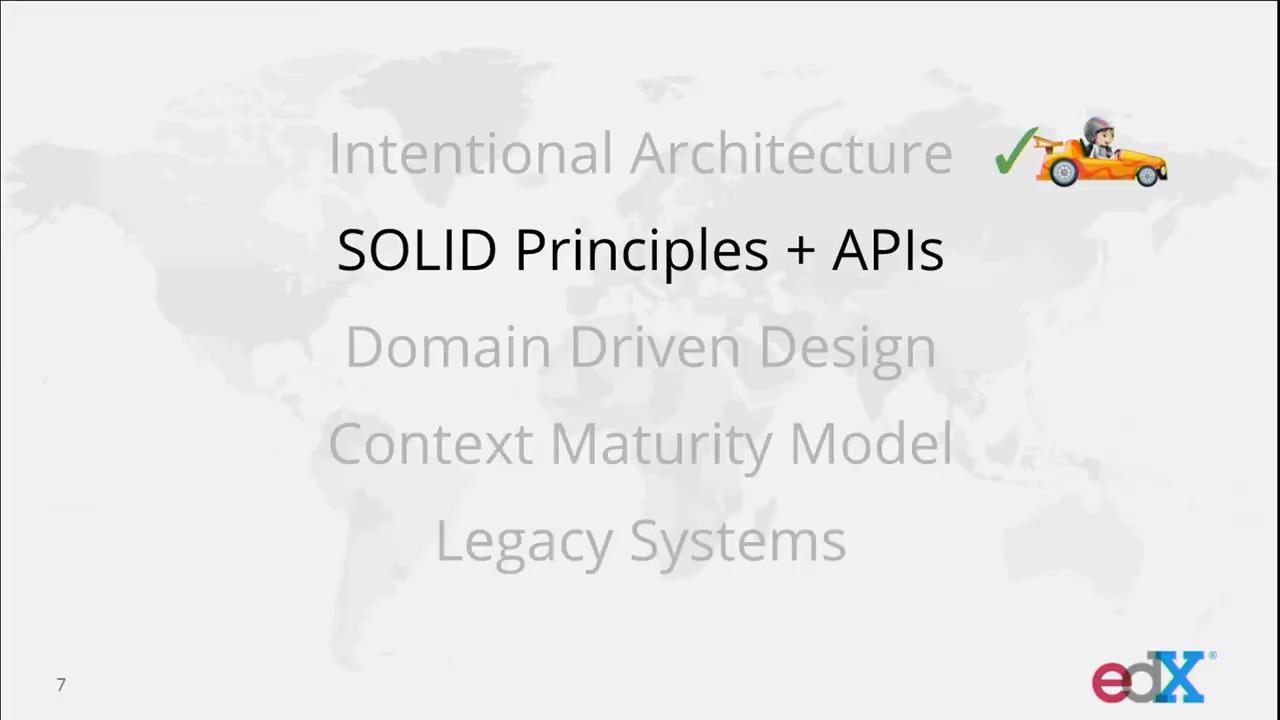 Intentional Architecture
SOLID Principles + APIs
Domain Driven Design
Context Maturity Model
Legacy Systems
7
edX®